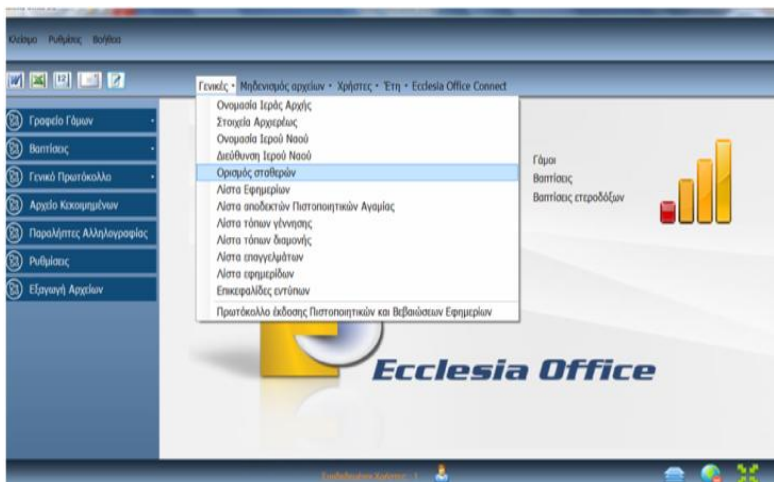 Κλείσιμο Ρυθμίσεις Βοήθεια
12
Γενικές • Μηδενισμός αρχείων • Χρήστες • Έτη • Ecclesia Office Connect
Ονομασία Ιεράς Αρχής
Στοιχεία Αρχιερέως
Ονομασία Ιερού Ναού
Διεύθυνση Ιερού Ναού
Ορισμός σταθερών
Λίστα Εφημερίων
Λίστα αποδεκτών Πιστοποιητικών Αγαμίας
Λίστα τόπων γέννησης
Λίστα τόπων διαμονής
Λίστα επαγγελμάτων
Λίστα εφημερίδων
Επικεφαλίδες εντύπων
Πρωτόκολλο έκδοσης Πιστοποιητικών και Βεβαιώσεων Εφημερίων
Γραφείο Γάμων
Βαπτίσεις
Γενικό Πρωτόκολλο
Αρχείο Κεκοιμημένων
Παραλήπτες Αλληλογραφίας
Ρυθμίσεις
Εξαγωγή Αρχείων
Γάμοι
Βαπτίσεις
Βαπτίσεις ετεροδόξων
Ecclesia Office